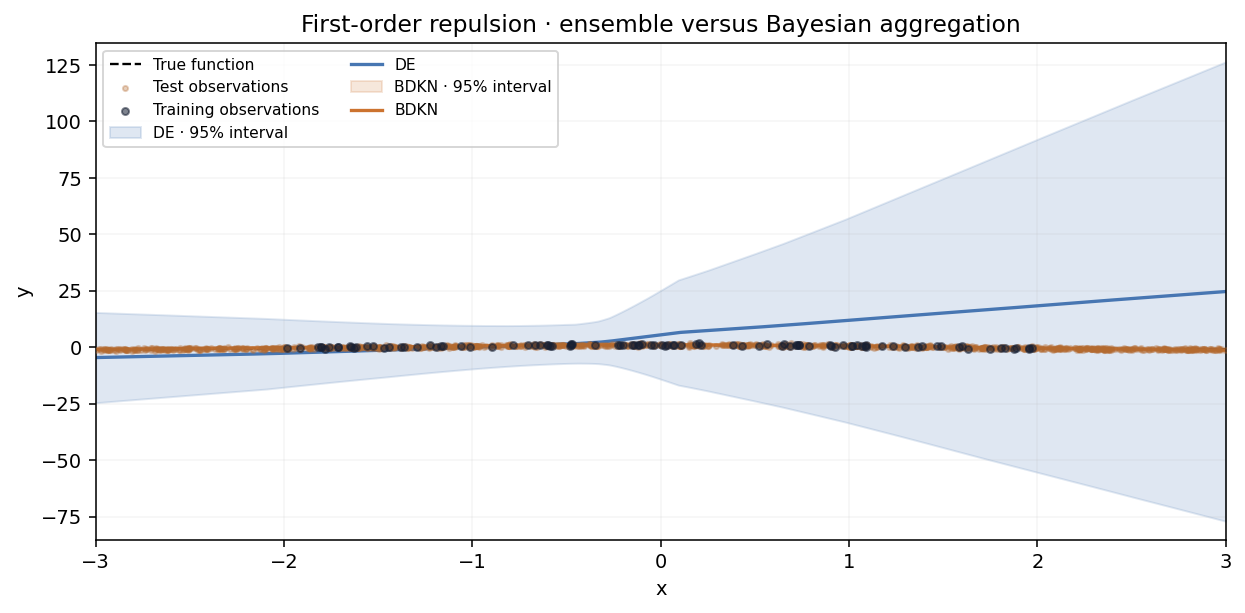 First-order repulsion · ensemble versus Bayesian aggregation
True function
Test observations
Training observations
DE · 95% interval
DE
BDKN · 95% interval
BDKN
125
100
75
50
25
0
−25
−50
−75
y
−3
−2
−1
0
1
2
3
x